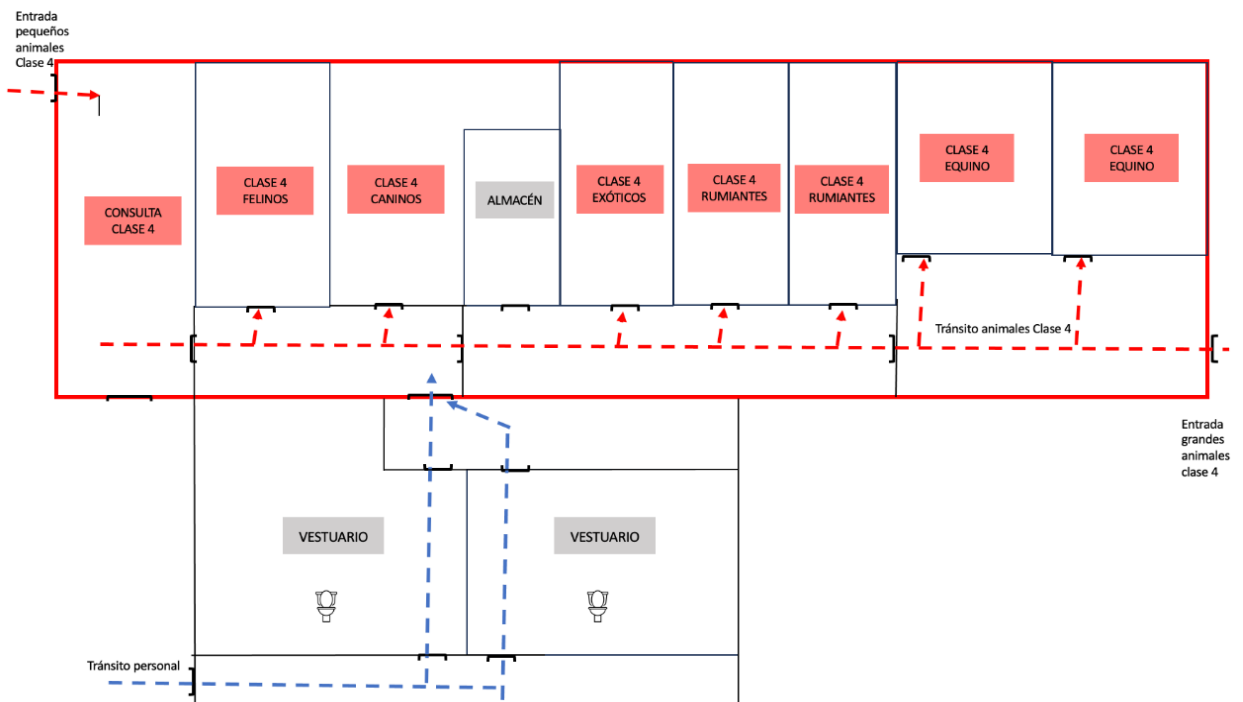 Entrada
pequeños
animales
Clase 4
CONSULTA
CLASE 4
CLASE 4
FELINOS
CLASE 4
CANINOS
ALMACÉN
CLASE 4
EXÓTICOS
CLASE 4
RUMIANTES
CLASE 4
RUMIANTES
CLASE 4
EQUINO
CLASE 4
EQUINO
Tránsito animales Clase 4
Entrada
grandes
animales
clase 4
VESTUARIO
VESTUARIO
Tránsito personal